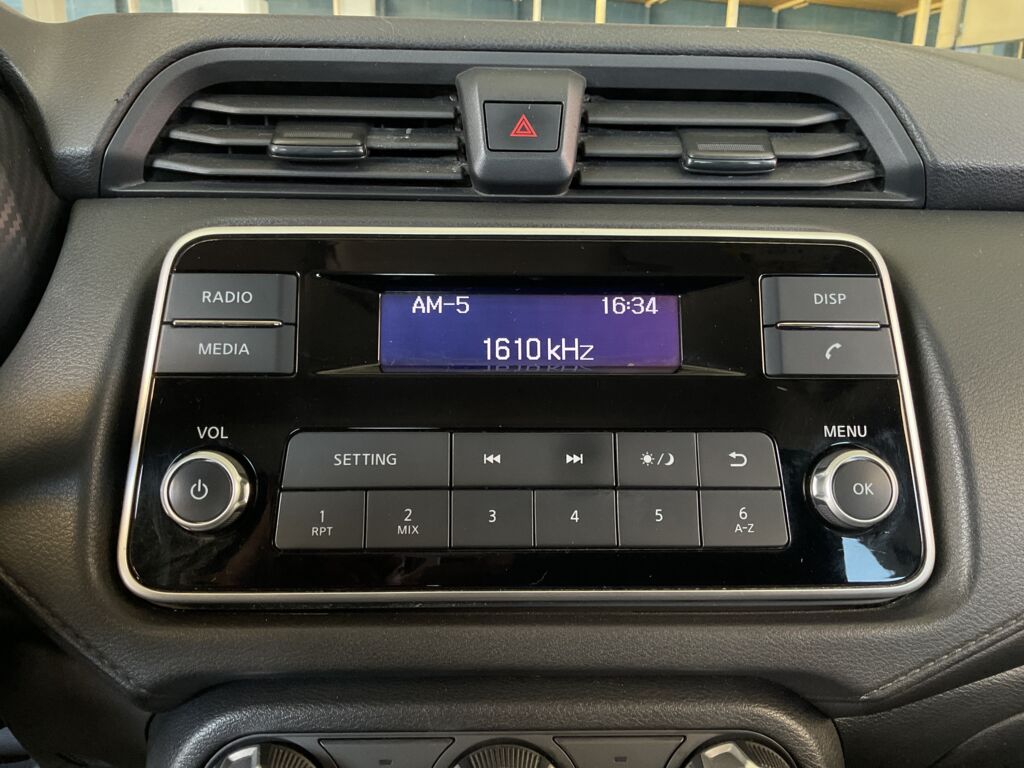 RADIO
MEDIA
AM-5 16:34
1610 kHz
DISP
VOL
MENU
SETTING
OK
1 RPT
2 MIX
3
4
5
6 A-Z